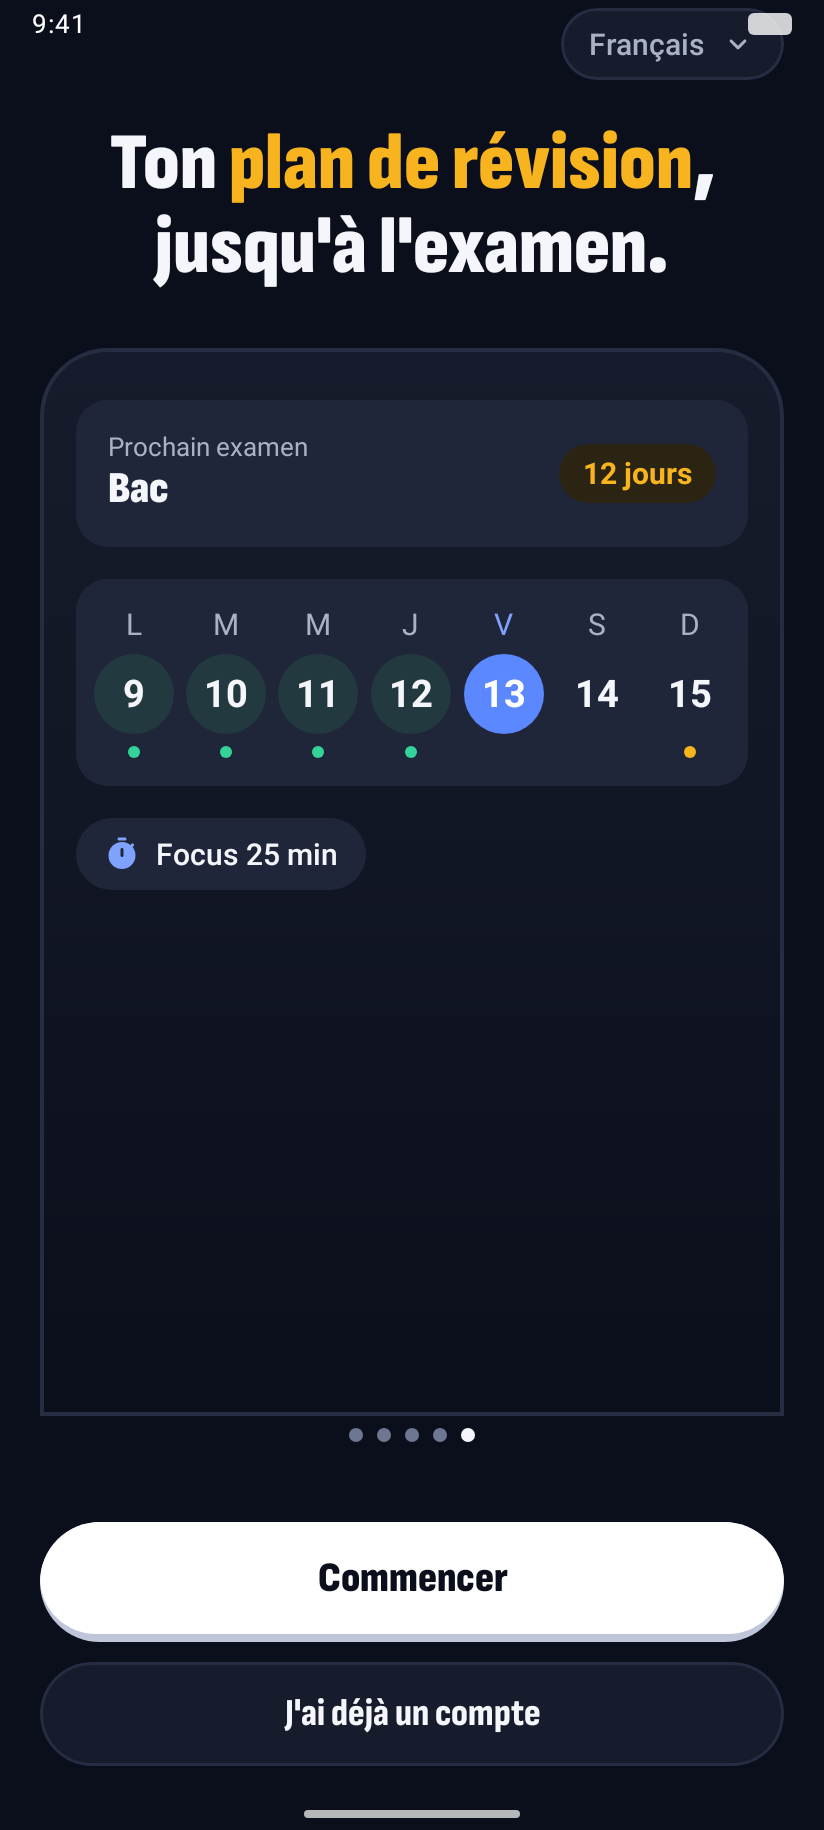 9:41
Français
Ton plan de révision,
jusqu'à l'examen.
Prochain examen
Bac
12 jours
L M M J V S D
9 10 11 12 13 14 15
Focus 25 min
Commencer
J'ai déjà un compte